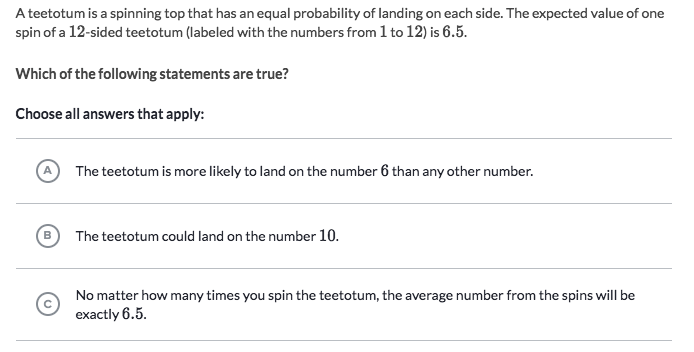 A teetotum is a spinning top that has an equal probability of landing on each side. The expected value of one
spin of a 12-sided teetotum (labeled with the numbers from 1 to 12) is 6.5.
Which of the following statements are true?
Choose all answers that apply:
A The teetotum is more likely to land on the number 6 than any other number.
B The teetotum could land on the number 10.
C No matter how many times you spin the teetotum, the average number from the spins will be
exactly 6.5.